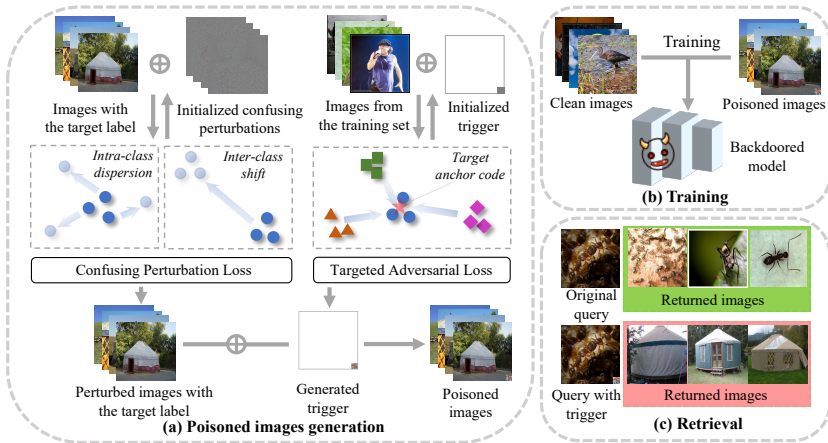 Images with
the target label
Initialized confusing
perturbations
Images from
the training set
Initialized
trigger
Intra-class
dispersion
Inter-class
shift
Target
anchor code
Confusing Perturbation Loss
Targeted Adversarial Loss
Perturbed images with
the target label
Generated
trigger
Poisoned
images
(a) Poisoned images generation
Training
Clean images
Poisoned images
Backdoored
model
(b) Training
Original
query
Returned images
Query with
trigger
Returned images
(c) Retrieval